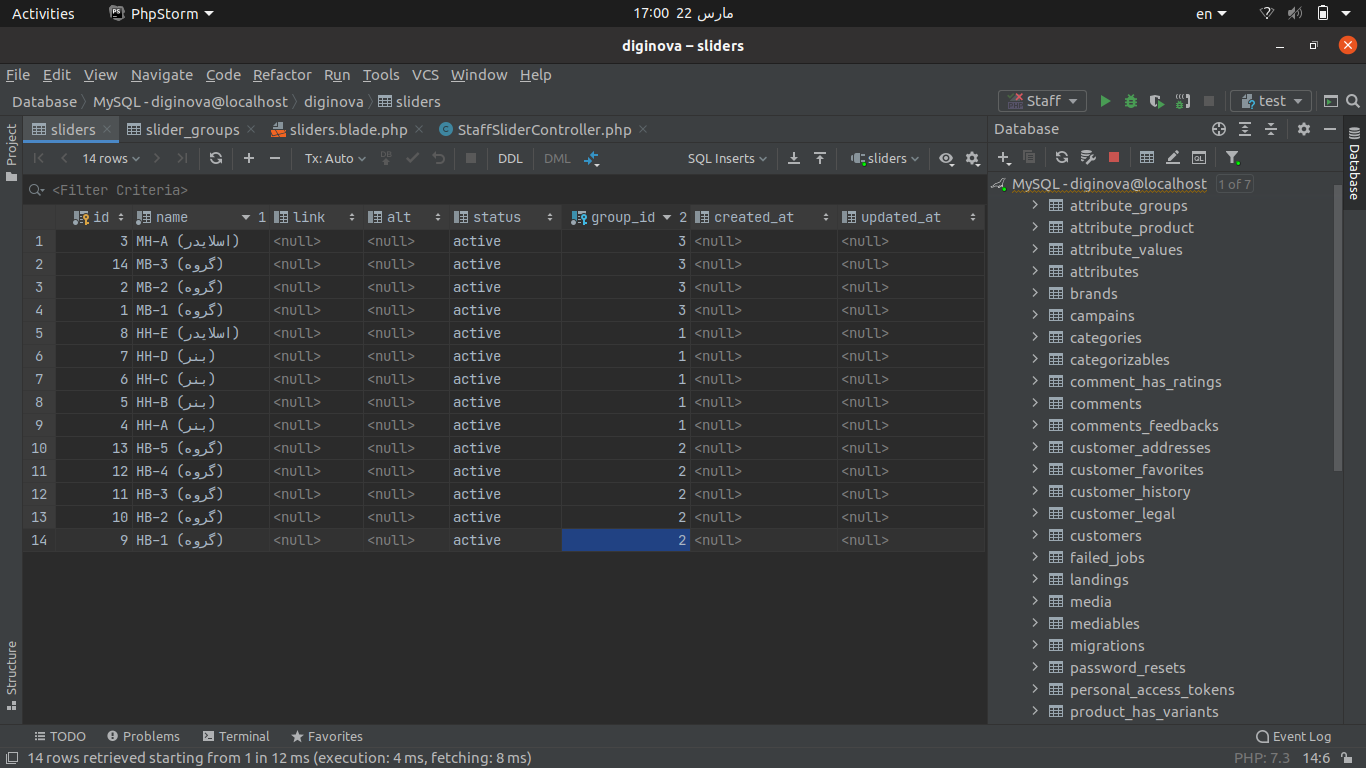 Activities PhpStorm 17:00 22 مارس en
diginova – sliders
File Edit View Navigate Code Refactor Run Tools VCS Window Help
Database MySQL - diginova@localhost diginova sliders Staff test
sliders slider_groups sliders.blade.php StaffSliderController.php Database
14 rows Tx: Auto DB DDL DML SQL Inserts sliders QL
<Filter Criteria> MySQL - diginova@localhost 1 of 7
id name 1 link alt status group_id 2 created_at updated_at
1 3 MH-A (اسلایدر) <null> <null> active 3 <null> <null>
2 14 MB-3 (گروه) <null> <null> active 3 <null> <null>
3 2 MB-2 (گروه) <null> <null> active 3 <null> <null>
4 1 MB-1 (گروه) <null> <null> active 3 <null> <null>
5 8 HH-E (اسلایدر) <null> <null> active 1 <null> <null>
6 7 HH-D (بنر) <null> <null> active 1 <null> <null>
7 6 HH-C (بنر) <null> <null> active 1 <null> <null>
8 5 HH-B (بنر) <null> <null> active 1 <null> <null>
9 4 HH-A (بنر) <null> <null> active 1 <null> <null>
10 13 HB-5 (گروه) <null> <null> active 2 <null> <null>
11 12 HB-4 (گروه) <null> <null> active 2 <null> <null>
12 11 HB-3 (گروه) <null> <null> active 2 <null> <null>
13 10 HB-2 (گروه) <null> <null> active 2 <null> <null>
14 9 HB-1 (گروه) <null> <null> active 2 <null> <null>
attribute_groups
attribute_product
attribute_values
attributes
brands
campains
categories
categorizables
comment_has_ratings
comments
comments_feedbacks
customer_addresses
customer_favorites
customer_history
customer_legal
customers
failed_jobs
landings
media
mediables
migrations
password_resets
personal_access_tokens
product_has_variants
Project
Structure
Database
TODO Problems Terminal Favorites Event Log
14 rows retrieved starting from 1 in 12 ms (execution: 4 ms, fetching: 8 ms) PHP: 7.3 14:6